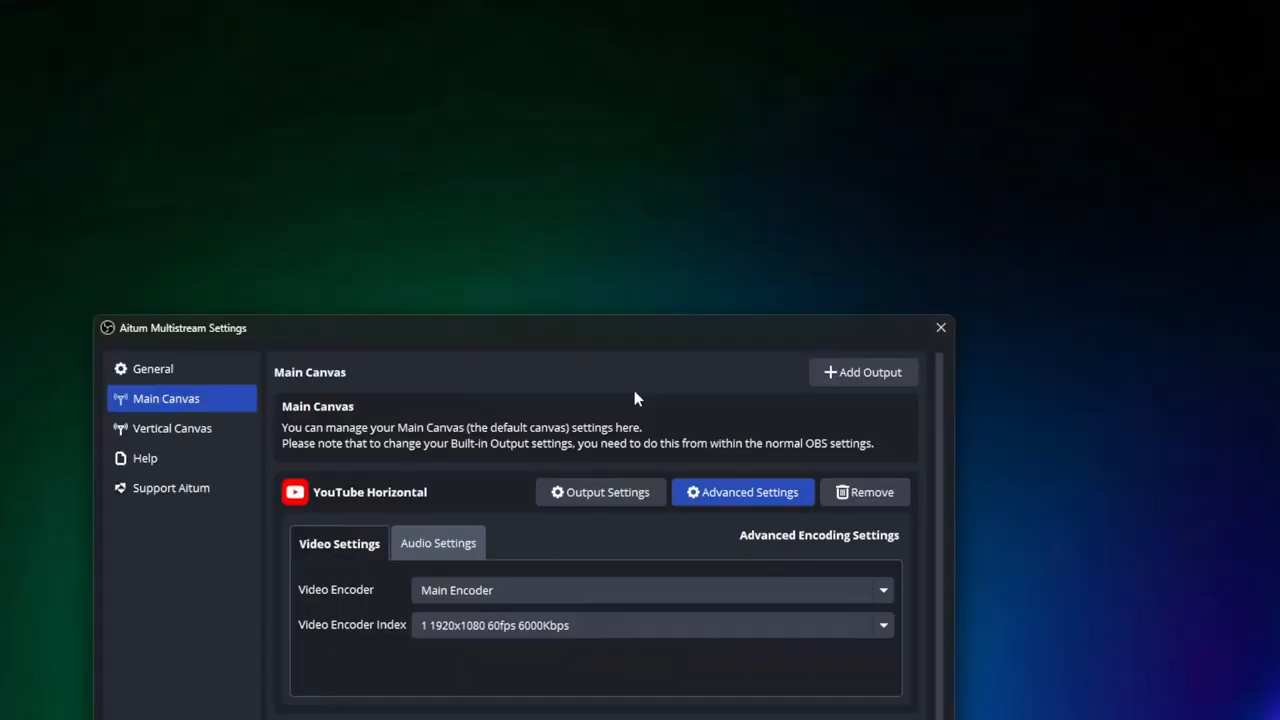 Aitum Multistream Settings
General
Main Canvas
Vertical Canvas
Help
Support Aitum
Main Canvas
Add Output
Main Canvas
You can manage your Main Canvas (the default canvas) settings here.
Please note that to change your Built-in Output settings, you need to do this from within the normal OBS settings.
YouTube Horizontal
Output Settings
Advanced Settings
Remove
Video Settings
Audio Settings
Advanced Encoding Settings
Video Encoder
Main Encoder
Video Encoder Index
1 1920x1080 60fps 6000Kbps